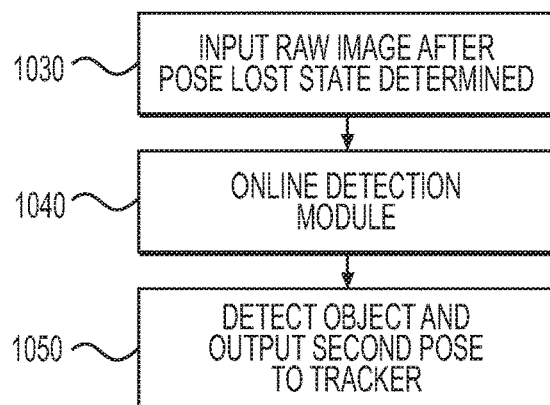 1030
INPUT RAW IMAGE AFTER
POSE LOST STATE DETERMINED
1040
ONLINE DETECTION
MODULE
1050
DETECT OBJECT AND
OUTPUT SECOND POSE
TO TRACKER